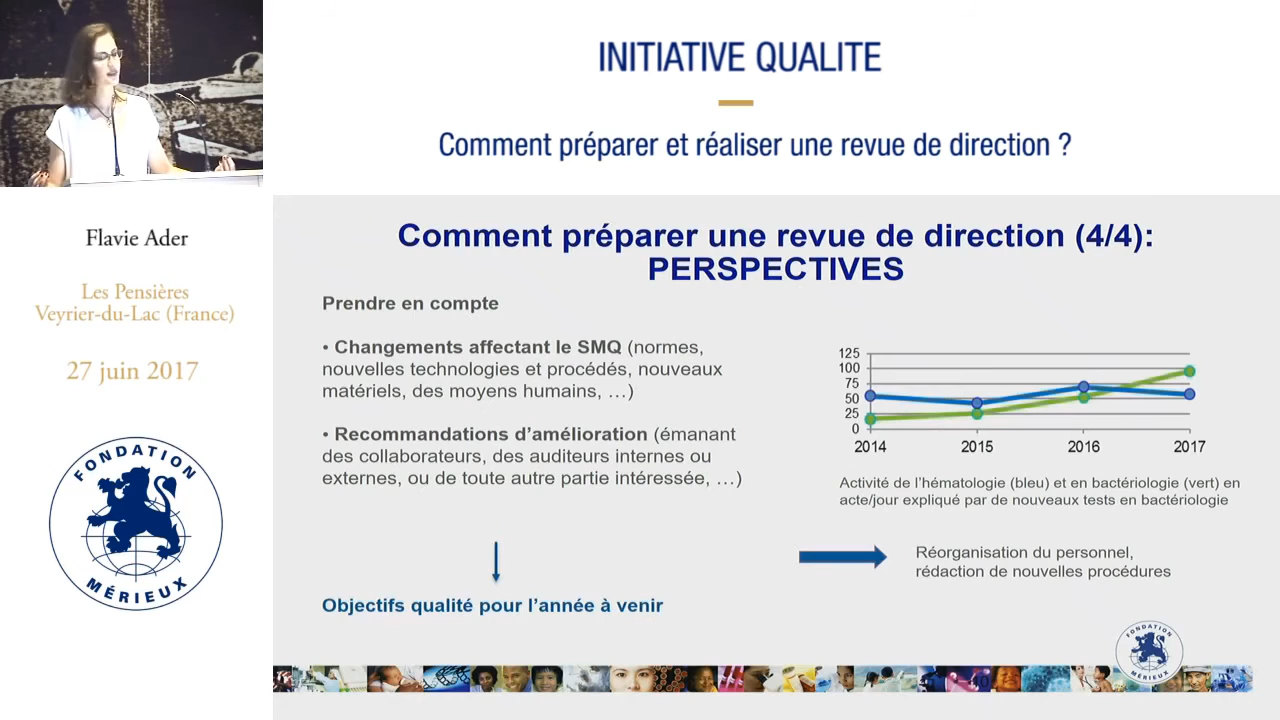 INITIATIVE QUALITE
Comment préparer et réaliser une revue de direction ?
Flavie Ader
Les Pensières
Veyrier-du-Lac (France)
27 juin 2017
FONDATION
MÉRIEUX
Comment préparer une revue de direction (4/4):
PERSPECTIVES
Prendre en compte
• Changements affectant le SMQ (normes,
nouvelles technologies et procédés, nouveaux
matériels, des moyens humains, …)
• Recommandations d’amélioration (émanant
des collaborateurs, des auditeurs internes ou
externes, ou de toute autre partie intéressée, …)
Objectifs qualité pour l’année à venir
125
100
75
50
25
0
2014 2015 2016 2017
Activité de l’hématologie (bleu) et en bactériologie (vert) en
acte/jour expliqué par de nouveaux tests en bactériologie
Réorganisation du personnel,
rédaction de nouvelles procédures
FONDATION
MÉRIEUX